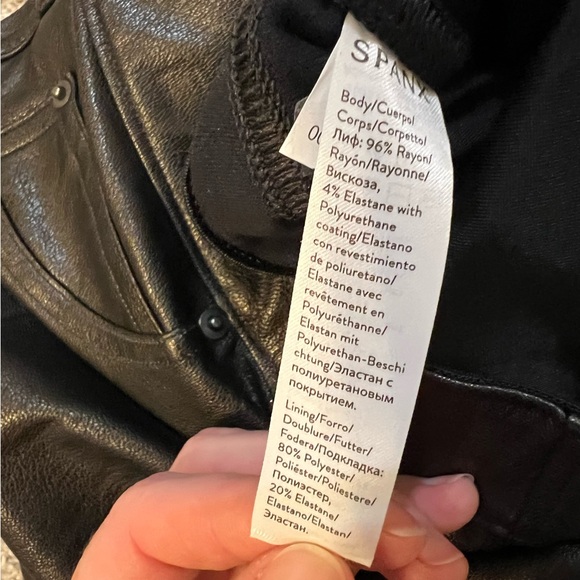 SPANX
Body/Cuerpo/
Corps/Corpetto/
Лиф: 96% Rayon/
Rayón/Rayonne/
Вискоза,
4% Elastane with
Polyurethane
coating/Elastano
con revestimiento
de poliuretano/
Elastane avec
revêtement en
Polyuréthanne/
Elastan mit
Polyurethan-Beschi
chtung/Эластан с
полиуретановым
покрытием.
Lining/Forro/
Doublure/Futter/
Fodera/Подкладка:
80% Polyester/
Poliéster/Poliestere/
Полиэстер,
20% Elastane/
Elastano/Elastan/
Эластан.